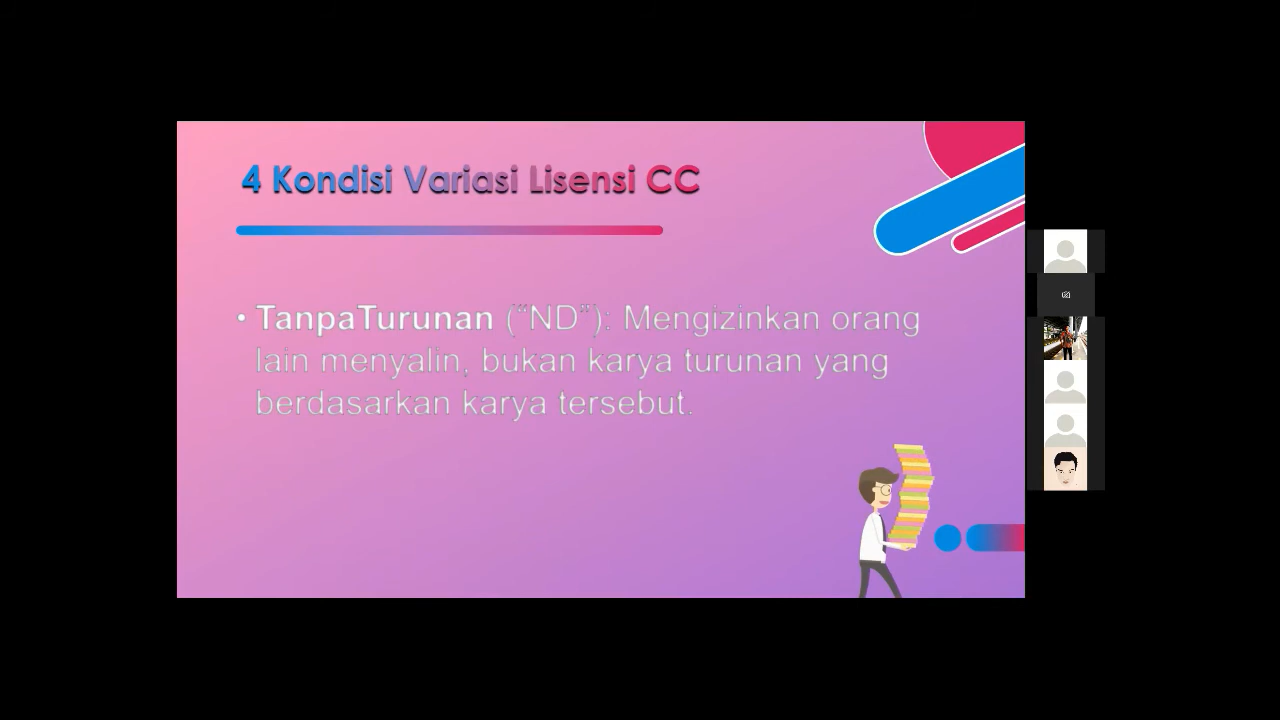 4 Kondisi Variasi Lisensi CC
• TanpaTurunan (“ND”): Mengizinkan orang
lain menyalin, bukan karya turunan yang
berdasarkan karya tersebut.